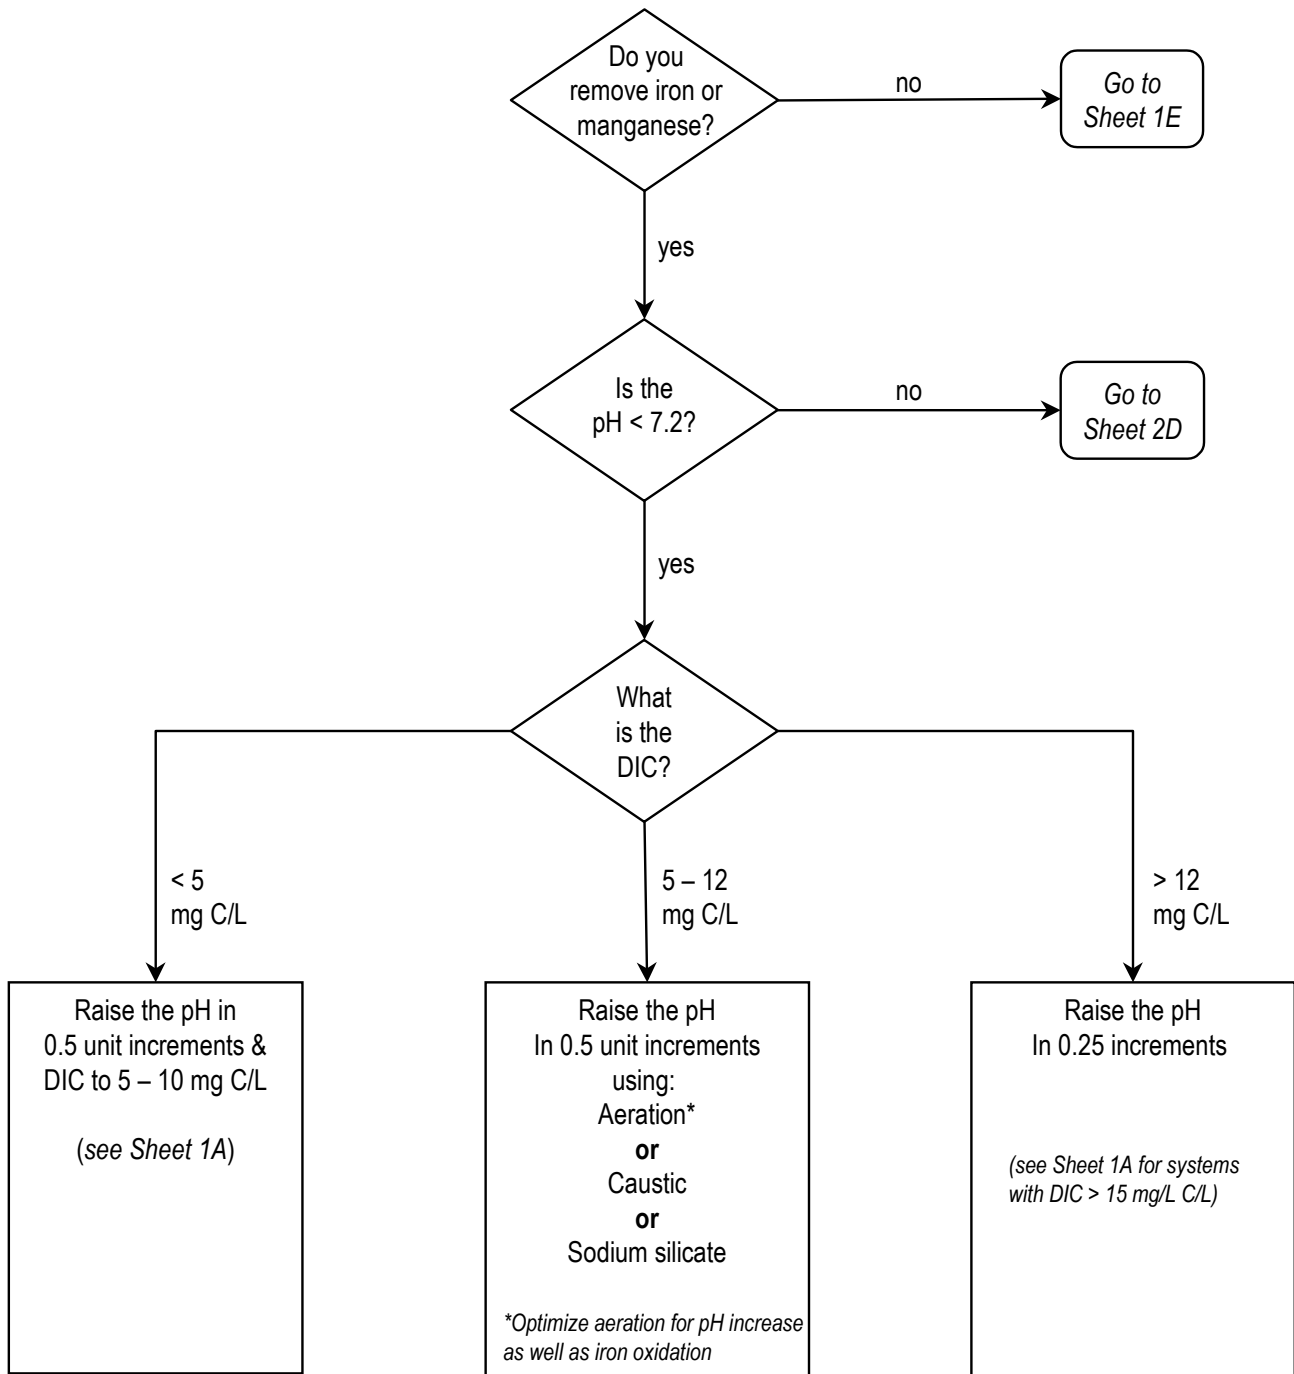 Do you
remove iron or
manganese?
no
Go to
Sheet 1E
yes
Is the
pH < 7.2?
no
Go to
Sheet 2D
yes
What
is the
DIC?
< 5
mg C/L
5 – 12
mg C/L
> 12
mg C/L
Raise the pH in
0.5 unit increments &
DIC to 5 – 10 mg C/L
(see Sheet 1A)
Raise the pH
In 0.5 unit increments
using:
Aeration*
or
Caustic
or
Sodium silicate
*Optimize aeration for pH increase
as well as iron oxidation
Raise the pH
In 0.25 increments
(see Sheet 1A for systems
with DIC > 15 mg/L C/L)